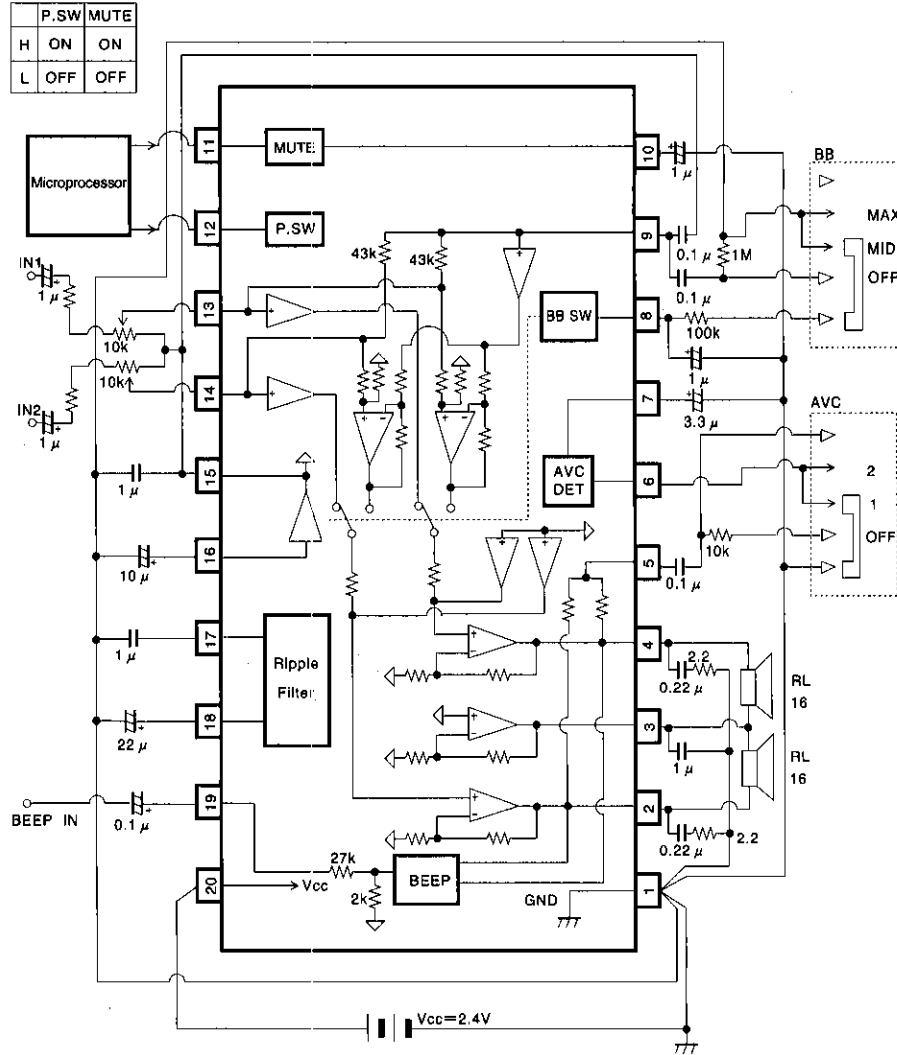 P.SW MUTE
H ON ON
L OFF OFF
Microprocessor
11
MUTE
10
1 μ
BB
MAX
MID
OFF
12
P.SW
9
0.1 μ
1M
0.1 μ
43k
43k
IN1
1 μ
13
10k
BB SW
8
100k
1 μ
10k
14
IN2
1 μ
7
3.3 μ
AVC
2
1
OFF
15
1 μ
AVC
DET
6
16
10 μ
5
0.1 μ
10k
17
1 μ
Ripple
Filter
4
2.2
0.22 μ
RL
16
18
22 μ
3
1 μ
RL
16
19
BEEP IN
0.1 μ
2
0.22 μ
2.2
27k
BEEP
2k
20
Vcc
GND
1
Vcc=2.4V